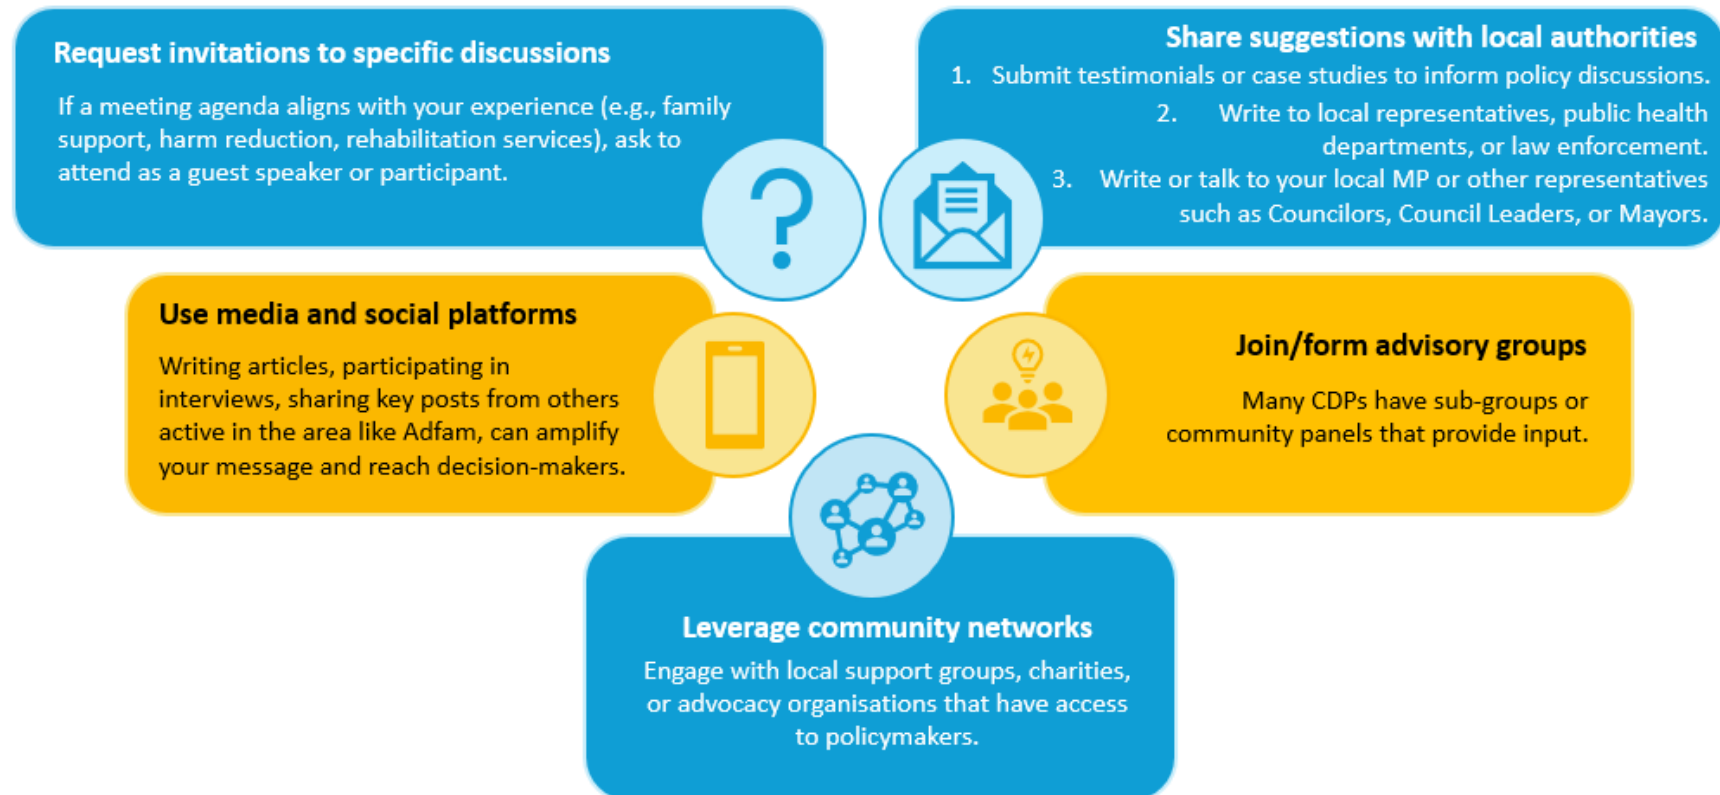 Request invitations to specific discussions
If a meeting agenda aligns with your experience (e.g., family
support, harm reduction, rehabilitation services), ask to
attend as a guest speaker or participant.
Share suggestions with local authorities
1. Submit testimonials or case studies to inform policy discussions.
2. Write to local representatives, public health
departments, or law enforcement.
3. Write or talk to your local MP or other representatives
such as Councilors, Council Leaders, or Mayors.
Use media and social platforms
Writing articles, participating in
interviews, sharing key posts from others
active in the area like Adfam, can amplify
your message and reach decision-makers.
Join/form advisory groups
Many CDPs have sub-groups or
community panels that provide input.
Leverage community networks
Engage with local support groups, charities,
or advocacy organisations that have access
to policymakers.